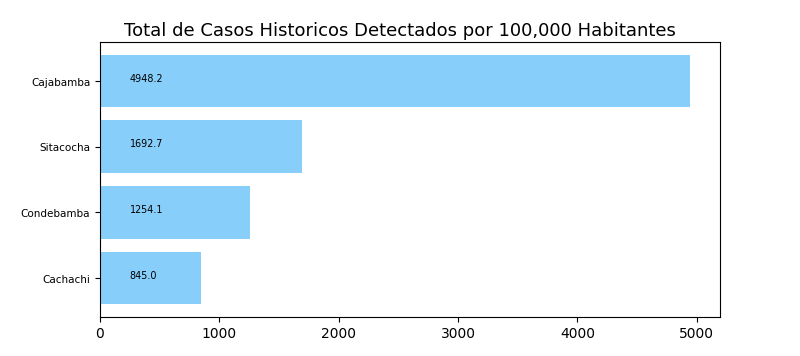 Total de Casos Historicos Detectados por 100,000 Habitantes
Cajabamba 4948.2
Sitacocha 1692.7
Condebamba 1254.1
Cachachi 845.0
0 1000 2000 3000 4000 5000